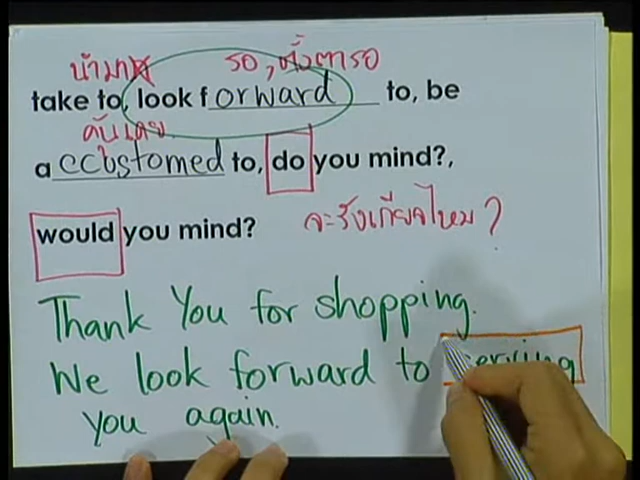 นำมา รอ, ตั้งตารอ
take to, look forward to, be
คุ้นเคย
accustomed to, do you mind?,
would you mind? จะรังเกียจไหม?
Thank You for shopping.
We look forward to serving
you again.